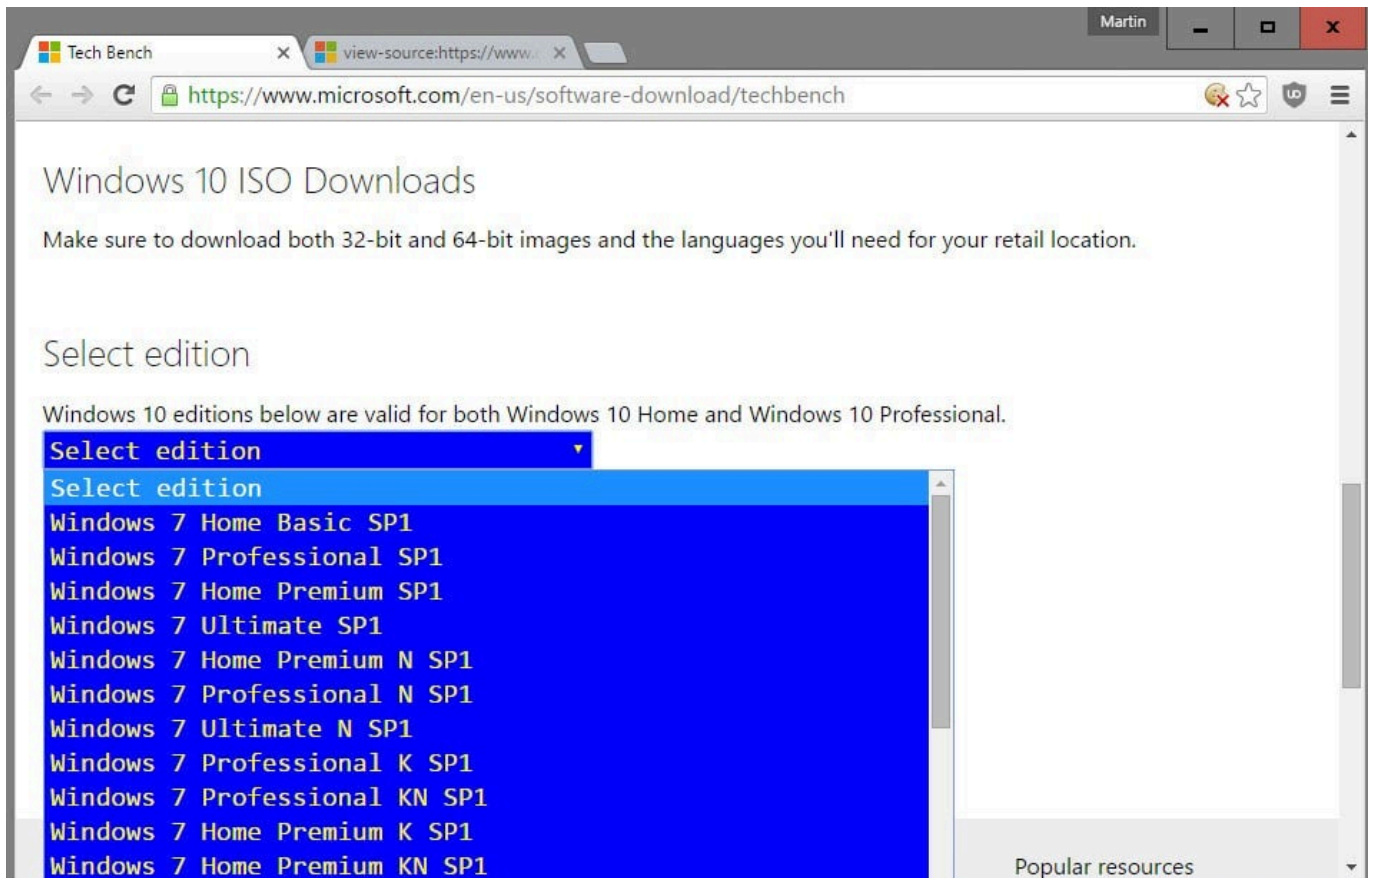 Martin
Tech Bench
view-source:https://www.
https://www.microsoft.com/en-us/software-download/techbench
Windows 10 ISO Downloads
Make sure to download both 32-bit and 64-bit images and the languages you'll need for your retail location.
Select edition
Windows 10 editions below are valid for both Windows 10 Home and Windows 10 Professional.
Select edition
Select edition
Windows 7 Home Basic SP1
Windows 7 Professional SP1
Windows 7 Home Premium SP1
Windows 7 Ultimate SP1
Windows 7 Home Premium N SP1
Windows 7 Professional N SP1
Windows 7 Ultimate N SP1
Windows 7 Professional K SP1
Windows 7 Professional KN SP1
Windows 7 Home Premium K SP1
Windows 7 Home Premium KN SP1
Popular resources